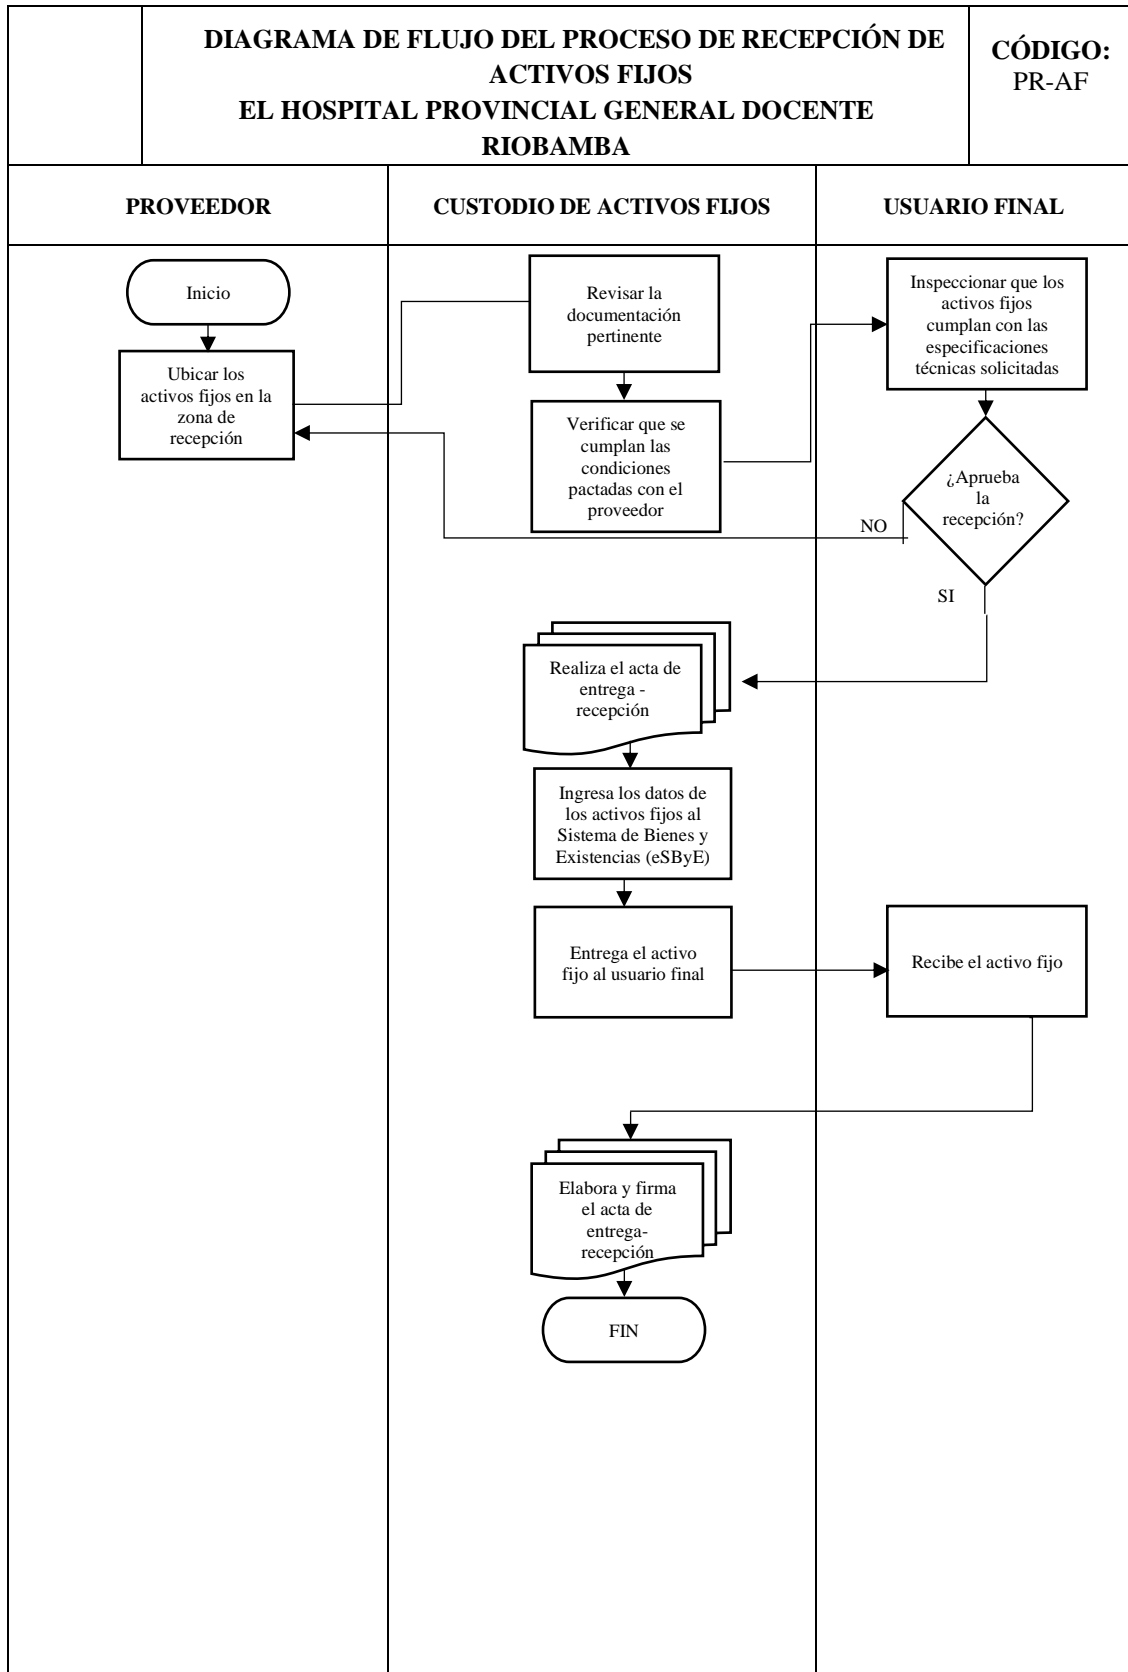 DIAGRAMA DE FLUJO DEL PROCESO DE RECEPCIÓN DE
ACTIVOS FIJOS
EL HOSPITAL PROVINCIAL GENERAL DOCENTE
RIOBAMBA
CÓDIGO:
PR-AF
PROVEEDOR
CUSTODIO DE ACTIVOS FIJOS
USUARIO FINAL
Inicio
Ubicar los
activos fijos en la
zona de
recepción
Revisar la
documentación
pertinente
Verificar que se
cumplan las
condiciones
pactadas con el
proveedor
Inspeccionar que los
activos fijos
cumplan con las
especificaciones
técnicas solicitadas
¿Aprueba
la
recepción?
NO
SI
Realiza el acta de
entrega -
recepción
Ingresa los datos de
los activos fijos al
Sistema de Bienes y
Existencias (eSByE)
Entrega el activo
fijo al usuario final
Recibe el activo fijo
Elabora y firma
el acta de
entrega-
recepción
FIN